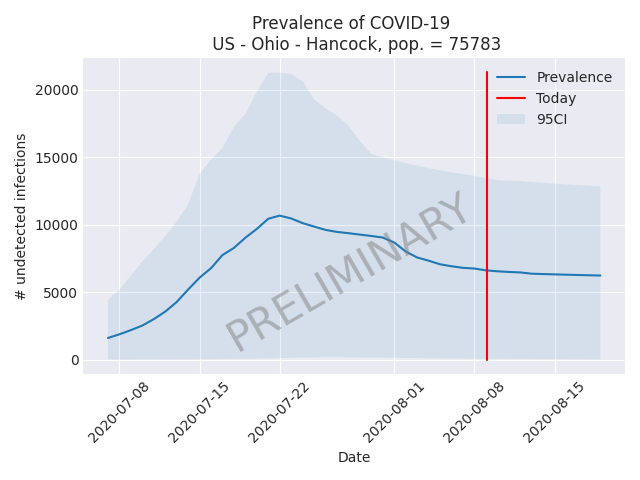 Prevalence of COVID-19
US - Ohio - Hancock, pop. = 75783
# undetected infections
20000
15000
10000
5000
0
Prevalence
Today
95CI
PRELIMINARY
2020-07-08
2020-07-15
2020-07-22
2020-08-01
2020-08-08
2020-08-15
Date